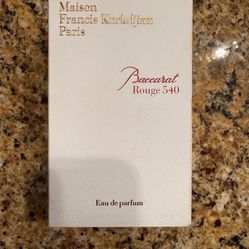 Maison
Francis Kurkdjian
Paris
Baccarat
Rouge 540
Eau de parfum